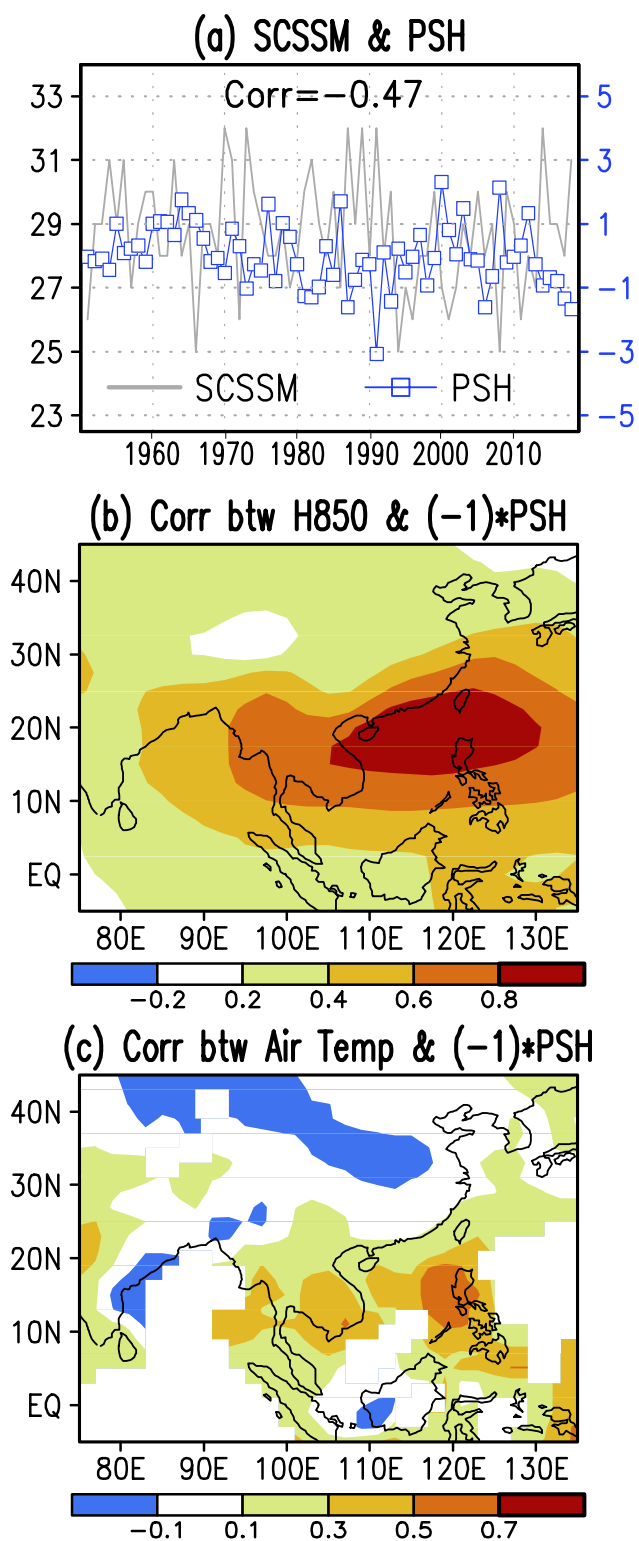 (a) SCSSM & PSH
Corr=-0.47
33 5
31 3
29 1
27 -1
25 -3
23 -5
SCSSM PSH
1960 1970 1980 1990 2000 2010
(b) Corr btw H850 & (-1)*PSH
40N
30N
20N
10N
EQ
80E 90E 100E 110E 120E 130E
-0.2 0.2 0.4 0.6 0.8
(c) Corr btw Air Temp & (-1)*PSH
40N
30N
20N
10N
EQ
80E 90E 100E 110E 120E 130E
-0.1 0.1 0.3 0.5 0.7